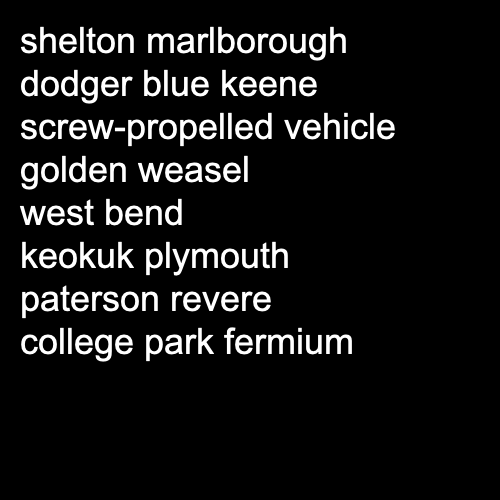 shelton marlborough
dodger blue keene
screw-propelled vehicle
golden weasel
west bend
keokuk plymouth
paterson revere
college park fermium